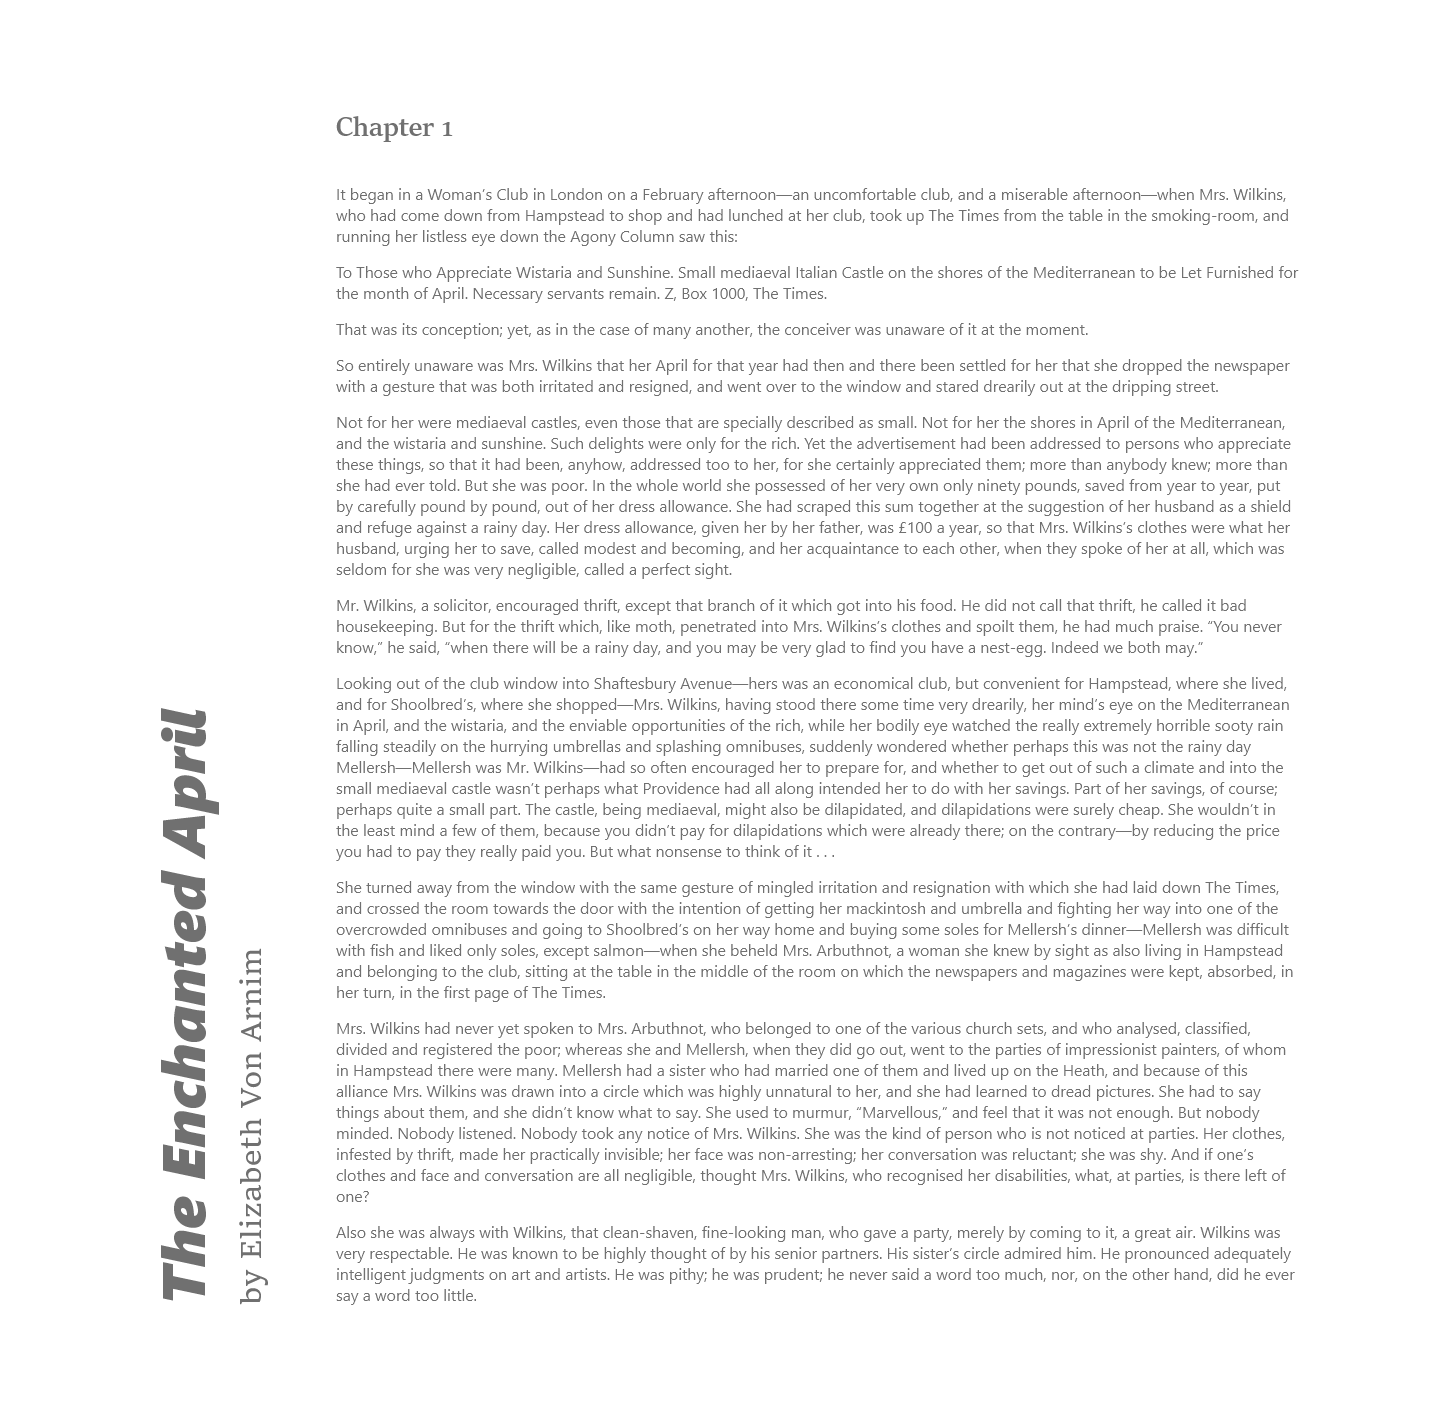 The Enchanted April
by Elizabeth Von Arnim
Chapter 1
It began in a Woman's Club in London on a February afternoon—an uncomfortable club, and a miserable afternoon—when Mrs. Wilkins,
who had come down from Hampstead to shop and had lunched at her club, took up The Times from the table in the smoking-room, and
running her listless eye down the Agony Column saw this:
To Those who Appreciate Wistaria and Sunshine. Small mediaeval Italian Castle on the shores of the Mediterranean to be Let Furnished for
the month of April. Necessary servants remain. Z, Box 1000, The Times.
That was its conception; yet, as in the case of many another, the conceiver was unaware of it at the moment.
So entirely unaware was Mrs. Wilkins that her April for that year had then and there been settled for her that she dropped the newspaper
with a gesture that was both irritated and resigned, and went over to the window and stared drearily out at the dripping street.
Not for her were mediaeval castles, even those that are specially described as small. Not for her the shores in April of the Mediterranean,
and the wistaria and sunshine. Such delights were only for the rich. Yet the advertisement had been addressed to persons who appreciate
these things, so that it had been, anyhow, addressed too to her, for she certainly appreciated them; more than anybody knew; more than
she had ever told. But she was poor. In the whole world she possessed of her very own only ninety pounds, saved from year to year, put
by carefully pound by pound, out of her dress allowance. She had scraped this sum together at the suggestion of her husband as a shield
and refuge against a rainy day. Her dress allowance, given her by her father, was £100 a year, so that Mrs. Wilkins's clothes were what her
husband, urging her to save, called modest and becoming, and her acquaintance to each other, when they spoke of her at all, which was
seldom for she was very negligible, called a perfect sight.
Mr. Wilkins, a solicitor, encouraged thrift, except that branch of it which got into his food. He did not call that thrift, he called it bad
housekeeping. But for the thrift which, like moth, penetrated into Mrs. Wilkins's clothes and spoilt them, he had much praise. "You never
know," he said, "when there will be a rainy day, and you may be very glad to find you have a nest-egg. Indeed we both may."
Looking out of the club window into Shaftesbury Avenue—hers was an economical club, but convenient for Hampstead, where she lived,
and for Shoolbred's, where she shopped—Mrs. Wilkins, having stood there some time very drearily, her mind's eye on the Mediterranean
in April, and the wistaria, and the enviable opportunities of the rich, while her bodily eye watched the really extremely horrible sooty rain
falling steadily on the hurrying umbrellas and splashing omnibuses, suddenly wondered whether perhaps this was not the rainy day
Mellersh—Mellersh was Mr. Wilkins—had so often encouraged her to prepare for, and whether to get out of such a climate and into the
small mediaeval castle wasn't perhaps what Providence had all along intended her to do with her savings. Part of her savings, of course;
perhaps quite a small part. The castle, being mediaeval, might also be dilapidated, and dilapidations were surely cheap. She wouldn't in
the least mind a few of them, because you didn't pay for dilapidations which were already there; on the contrary—by reducing the price
you had to pay they really paid you. But what nonsense to think of it . . .
She turned away from the window with the same gesture of mingled irritation and resignation with which she had laid down The Times,
and crossed the room towards the door with the intention of getting her mackintosh and umbrella and fighting her way into one of the
overcrowded omnibuses and going to Shoolbred's on her way home and buying some soles for Mellersh's dinner—Mellersh was difficult
with fish and liked only soles, except salmon—when she beheld Mrs. Arbuthnot, a woman she knew by sight as also living in Hampstead
and belonging to the club, sitting at the table in the middle of the room on which the newspapers and magazines were kept, absorbed, in
her turn, in the first page of The Times.
Mrs. Wilkins had never yet spoken to Mrs. Arbuthnot, who belonged to one of the various church sets, and who analysed, classified,
divided and registered the poor; whereas she and Mellersh, when they did go out, went to the parties of impressionist painters, of whom
in Hampstead there were many. Mellersh had a sister who had married one of them and lived up on the Heath, and because of this
alliance Mrs. Wilkins was drawn into a circle which was highly unnatural to her, and she had learned to dread pictures. She had to say
things about them, and she didn't know what to say. She used to murmur, "Marvellous," and feel that it was not enough. But nobody
minded. Nobody listened. Nobody took any notice of Mrs. Wilkins. She was the kind of person who is not noticed at parties. Her clothes,
infested by thrift, made her practically invisible; her face was non-arresting; her conversation was reluctant; she was shy. And if one's
clothes and face and conversation are all negligible, thought Mrs. Wilkins, who recognised her disabilities, what, at parties, is there left of
one?
Also she was always with Wilkins, that clean-shaven, fine-looking man, who gave a party, merely by coming to it, a great air. Wilkins was
very respectable. He was known to be highly thought of by his senior partners. His sister's circle admired him. He pronounced adequately
intelligent judgments on art and artists. He was pithy; he was prudent; he never said a word too much, nor, on the other hand, did he ever
say a word too little.